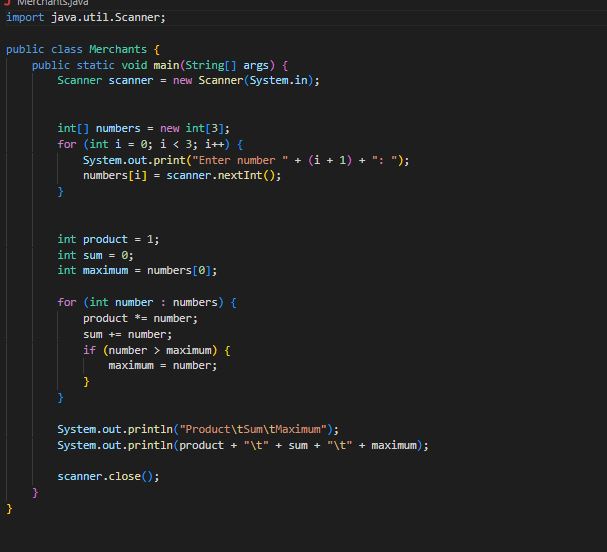 Merchants.java
import java.util.Scanner;
public class Merchants {
    public static void main(String[] args) {
        Scanner scanner = new Scanner(System.in);
        int[] numbers = new int[3];
        for (int i = 0; i < 3; i++) {
            System.out.print("Enter number " + (i + 1) + ": ");
            numbers[i] = scanner.nextInt();
        }
        int product = 1;
        int sum = 0;
        int maximum = numbers[0];
        for (int number : numbers) {
            product *= number;
            sum += number;
            if (number > maximum) {
                maximum = number;
            }
        }
        System.out.println("Product\tSum\tMaximum");
        System.out.println(product + "\t" + sum + "\t" + maximum);
        scanner.close();
    }
}